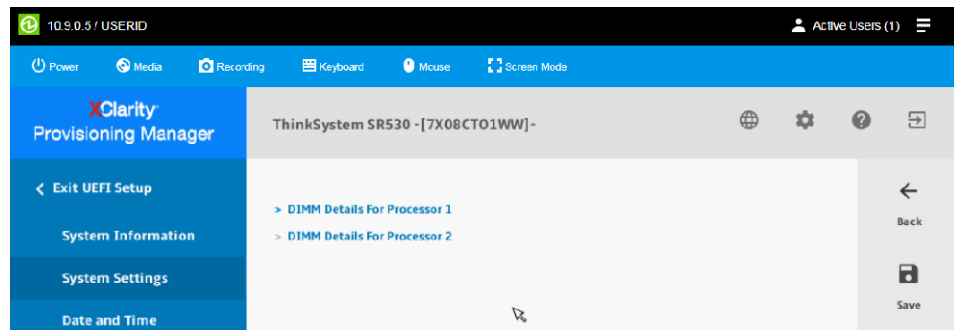 10.9.0.5 / USERID
Active Users (1)
Power Media Recording Keyboard Mouse Screen Mode
XClarity
Provisioning Manager
ThinkSystem SR530 -[7X08CTO1WW]-
Exit UEFI Setup
System Information
System Settings
Date and Time
> DIMM Details For Processor 1
> DIMM Details For Processor 2
Back
Save